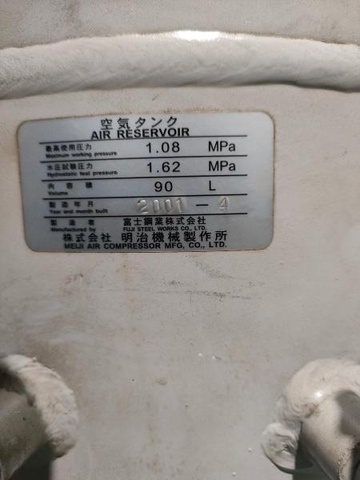 空気タンク
AIR RESERVOIR
最高使用圧力 1.08 MPa
Maximum working pressure
水圧試験圧力 1.62 MPa
Hydrostatic test pressure
内容積 90 L
Volume
製造年月 2001-4
Year and month built
製造者 富士鋼業株式会社
Manufactured by FUJI STEEL WORKS CO., LTD.
株式会社 明治機械製作所
MEIJI AIR COMPRESSOR MFG, CO., LTD.